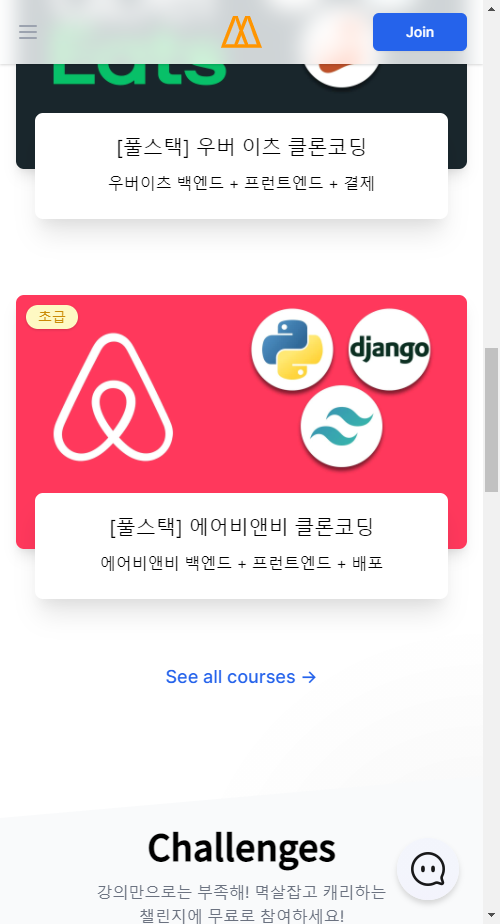 Join
Eats
[풀스택] 우버 이츠 클론코딩
우버이츠 백엔드 + 프런트엔드 + 결제
초급
django
[풀스택] 에어비앤비 클론코딩
에어비앤비 백엔드 + 프런트엔드 + 배포
See all courses →
Challenges
강의만으로는 부족해! 멱살잡고 캐리하는
챌린지에 무료로 참여하세요!